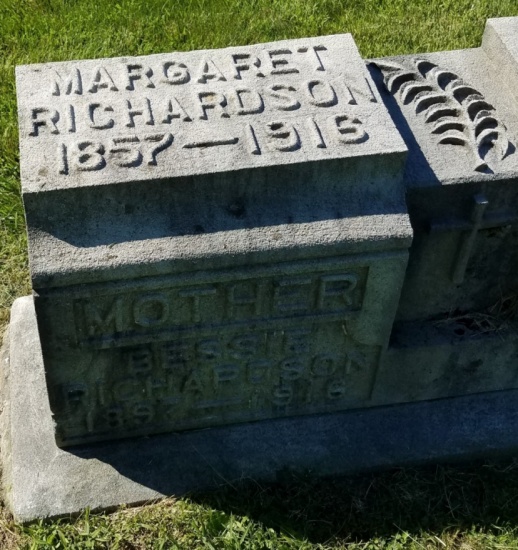 MARGARET
RICHARDSON
1857 — 1916
MOTHER
BESSIE
RICHARDSON